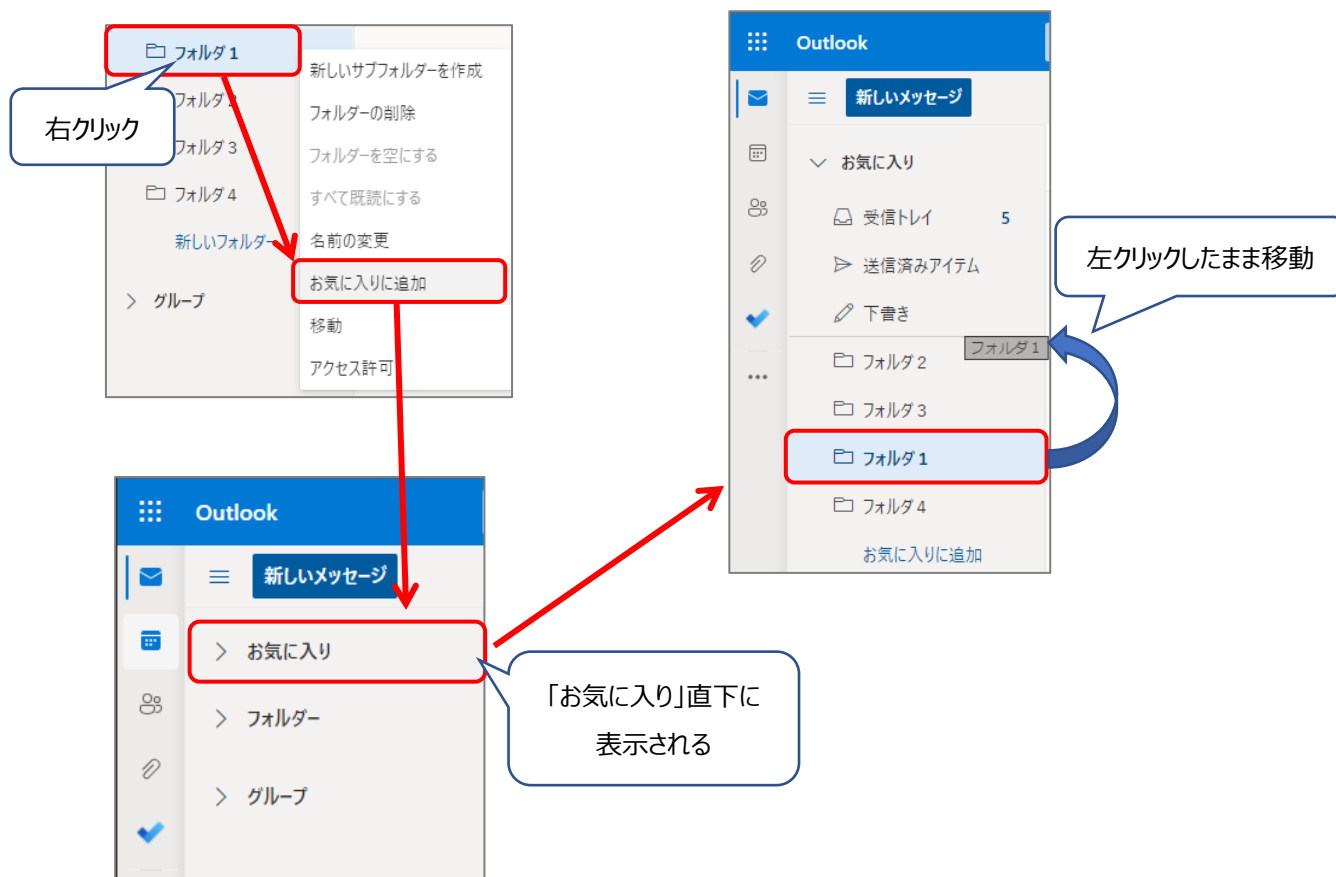 フォルダ 1
右クリック
フォルダ 2
フォルダ 3
フォルダ 4
新しいフォルダー
グループ
新しいサブフォルダーを作成
フォルダーの削除
フォルダーを空にする
すべて既読にする
名前の変更
お気に入りに追加
移動
アクセス許可
Outlook
新しいメッセージ
お気に入り
フォルダー
グループ
「お気に入り」直下に
表示される
Outlook
新しいメッセージ
お気に入り
受信トレイ 5
送信済みアイテム
下書き
フォルダ 1
フォルダ 2
フォルダ 3
フォルダ 1
フォルダ 4
お気に入りに追加
左クリックしたまま移動